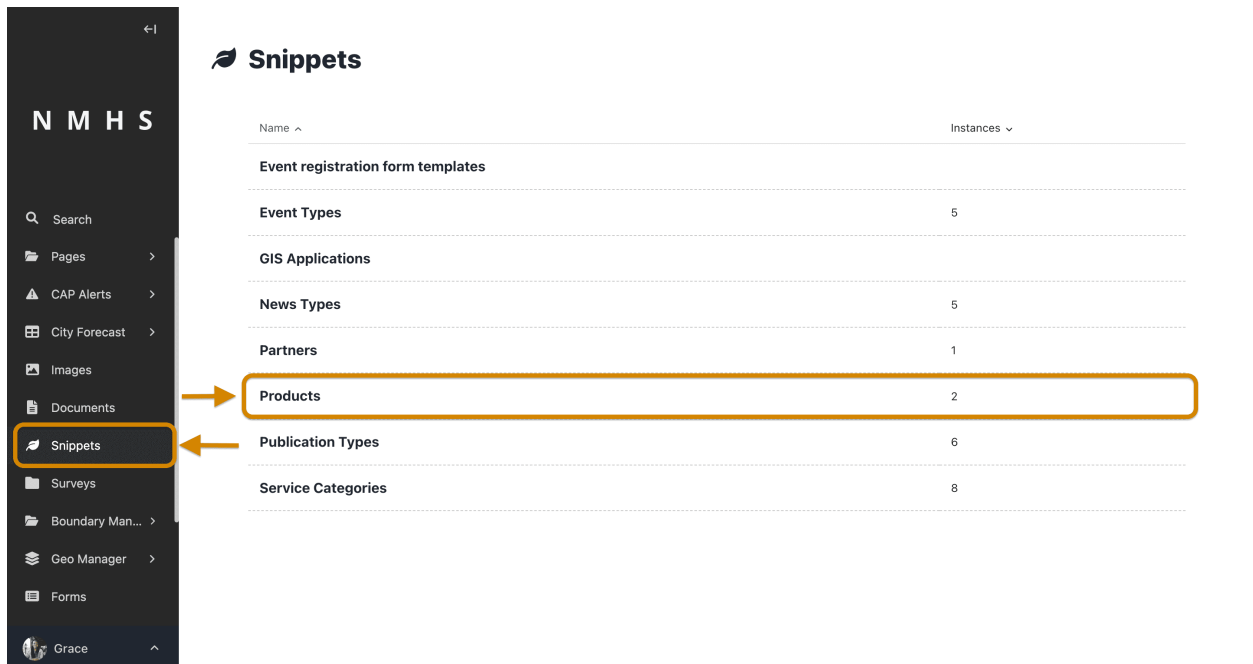 N M H S
Search
Pages
CAP Alerts
City Forecast
Images
Documents
Snippets
Surveys
Boundary Man...
Geo Manager
Forms
Grace
Snippets
Name Instances
Event registration form templates
Event Types 5
GIS Applications
News Types 5
Partners 1
Products 2
Publication Types 6
Service Categories 8